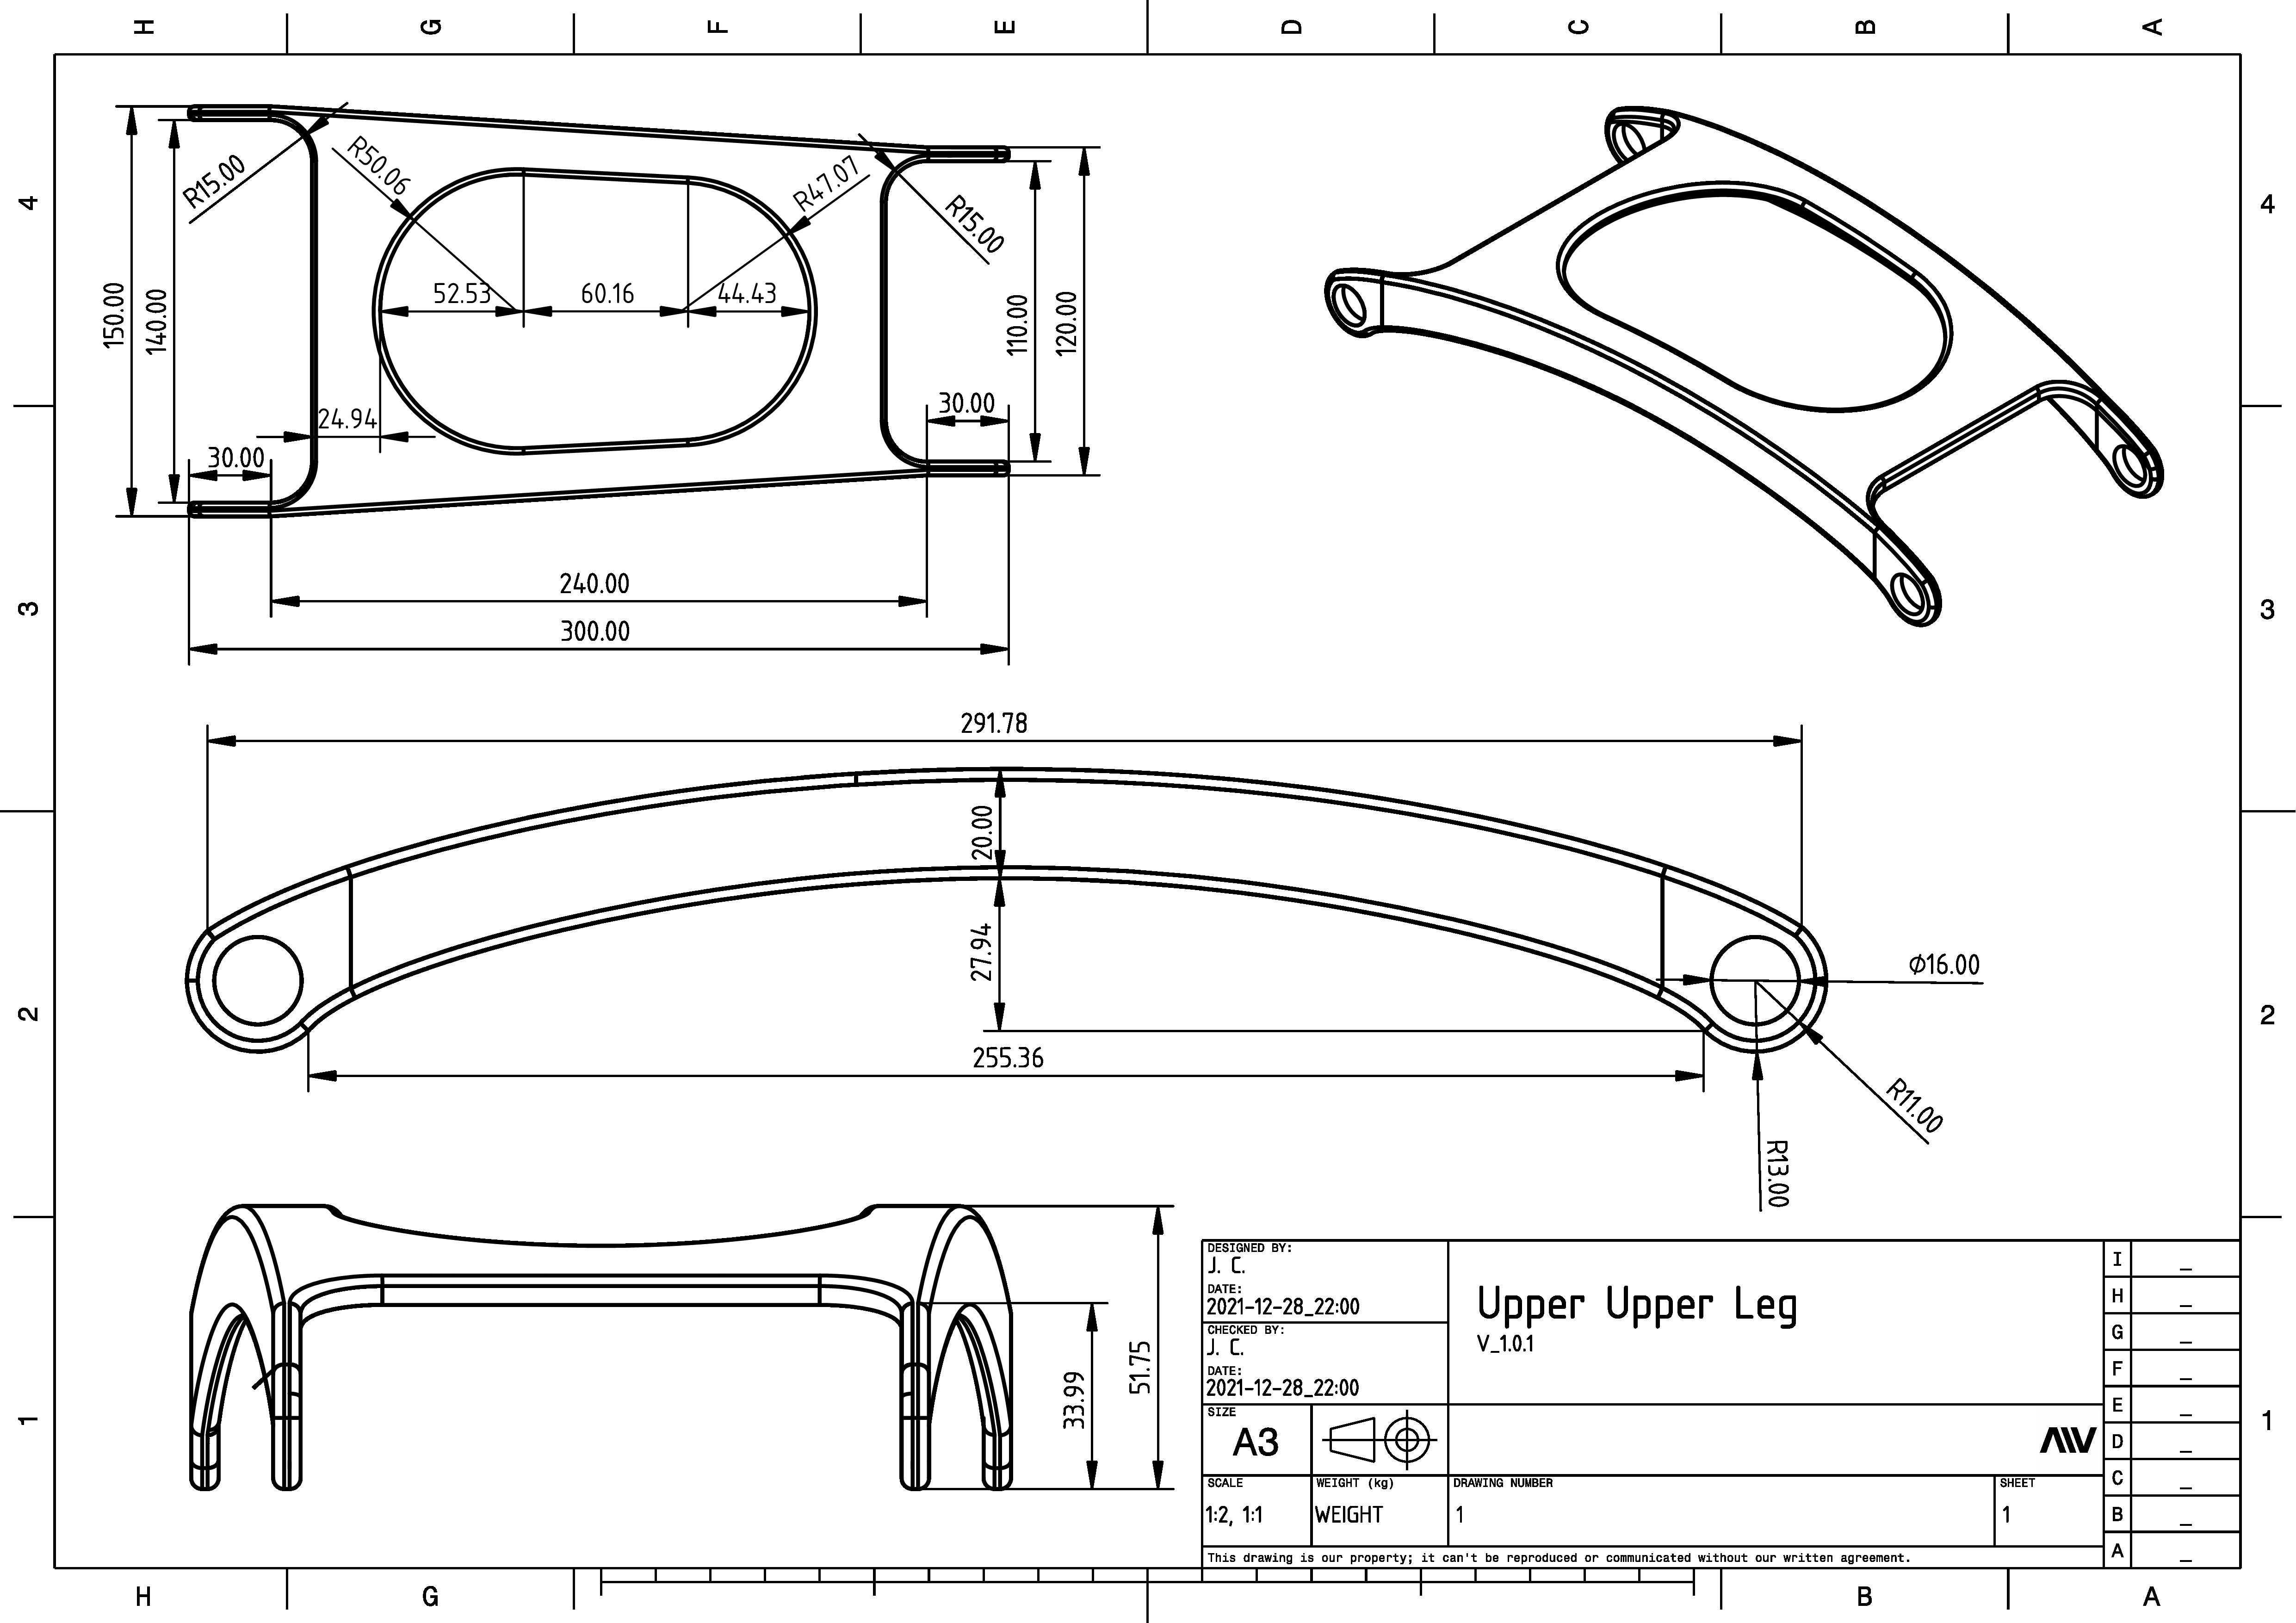 H G F E D C B A
4
4
3
3
2
2
1
1
150.00
140.00
R15.00
R50.06
R47.07
R15.00
52.53
60.16
44.43
110.00
120.00
24.94
30.00
30.00
240.00
300.00
291.78
20.00
27.94
255.36
Φ16.00
R11.00
R13.00
33.99
51.75
DESIGNED BY:
J. C.
DATE:
2021-12-28_22:00
CHECKED BY:
J. C.
DATE:
2021-12-28_22:00
Upper Upper Leg
V_1.0.1
SIZE
A3
SCALE
1:2, 1:1
WEIGHT (kg)
WEIGHT
DRAWING NUMBER
1
SHEET
1
This drawing is our property; it can't be reproduced or communicated without our written agreement.
I _
H _
G _
F _
E _
D _
C _
B _
A _
H G B A